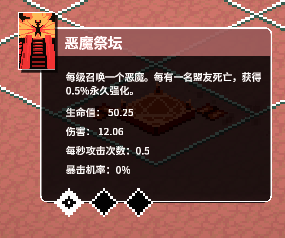 恶魔祭坛
每级召唤一个恶魔。每有一名盟友死亡，获得
0.5%永久强化。
生命值： 50.25
伤害： 12.06
每秒攻击次数：0.5
暴击机率：0%